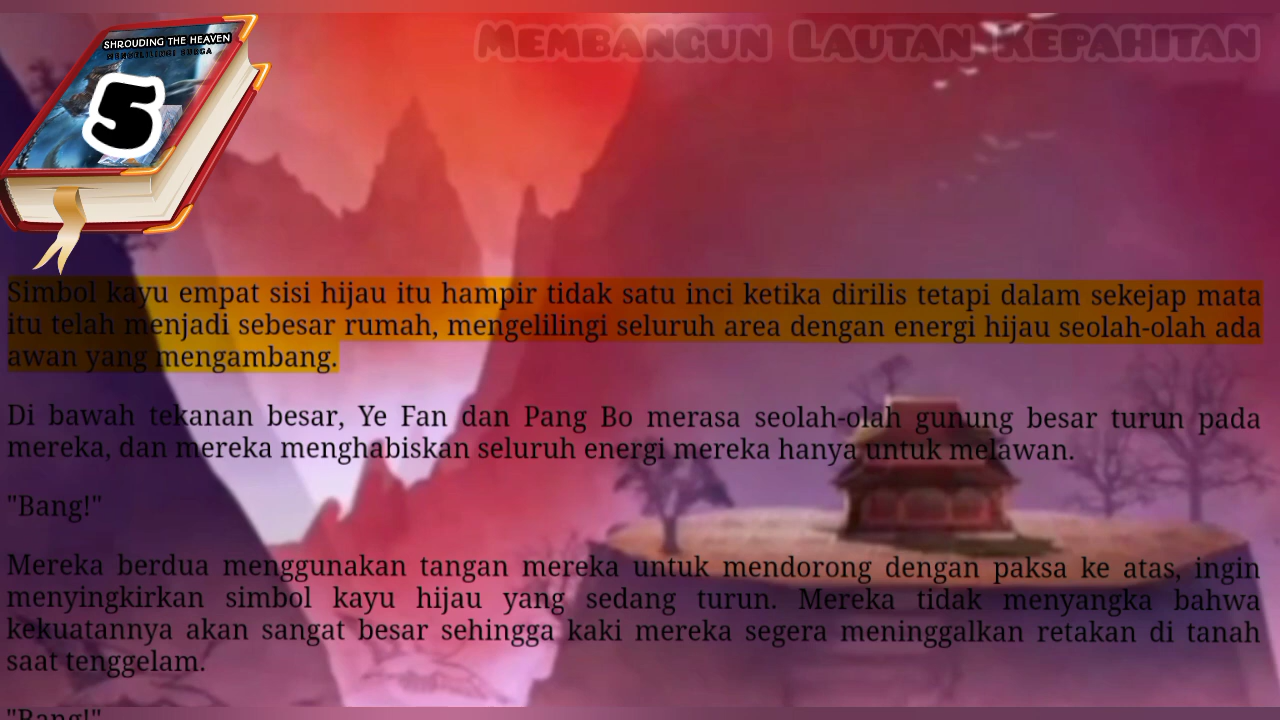 Membangun Lautan Kepahitan
SHROUDING THE HEAVEN
MENGELILINGI SURGA
5
Simbol kayu empat sisi hijau itu hampir tidak satu inci ketika dirilis tetapi dalam sekejap mata
itu telah menjadi sebesar rumah, mengelilingi seluruh area dengan energi hijau seolah-olah ada
awan yang mengambang.
Di bawah tekanan besar, Ye Fan dan Pang Bo merasa seolah-olah gunung besar turun pada
mereka, dan mereka menghabiskan seluruh energi mereka hanya untuk melawan.
"Bang!"
Mereka berdua menggunakan tangan mereka untuk mendorong dengan paksa ke atas, ingin
menyingkirkan simbol kayu hijau yang sedang turun. Mereka tidak menyangka bahwa
kekuatannya akan sangat besar sehingga kaki mereka segera meninggalkan retakan di tanah
saat tenggelam.
"Bang!"